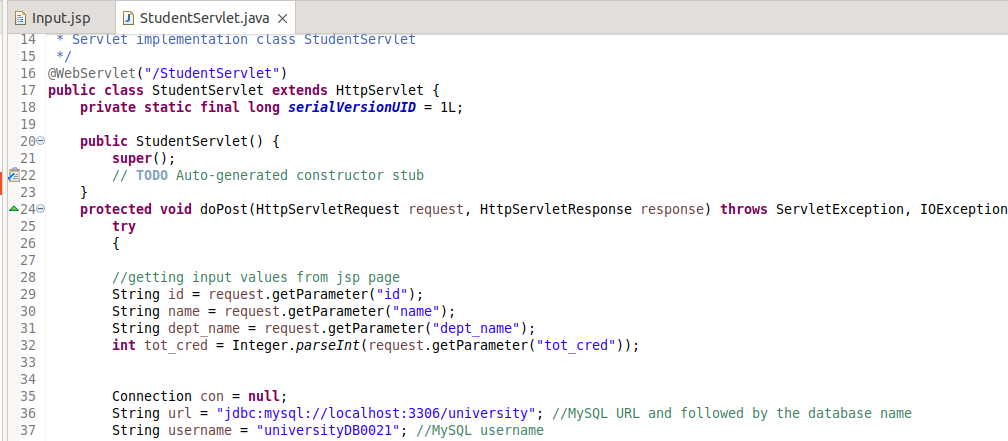 Input.jsp StudentServlet.java
14 * Servlet implementation class StudentServlet
15 */
16 @WebServlet("/StudentServlet")
17 public class StudentServlet extends HttpServlet {
18 private static final long serialVersionUID = 1L;
19
20 public StudentServlet() {
21 super();
22 // TODO Auto-generated constructor stub
23 }
24 protected void doPost(HttpServletRequest request, HttpServletResponse response) throws ServletException, IOException
25 try
26 {
27
28 //getting input values from jsp page
29 String id = request.getParameter("id");
30 String name = request.getParameter("name");
31 String dept_name = request.getParameter("dept_name");
32 int tot_cred = Integer.parseInt(request.getParameter("tot_cred"));
33
34
35 Connection con = null;
36 String url = "jdbc:mysql://localhost:3306/university"; //MySQL URL and followed by the database name
37 String username = "universityDB0021"; //MySQL username